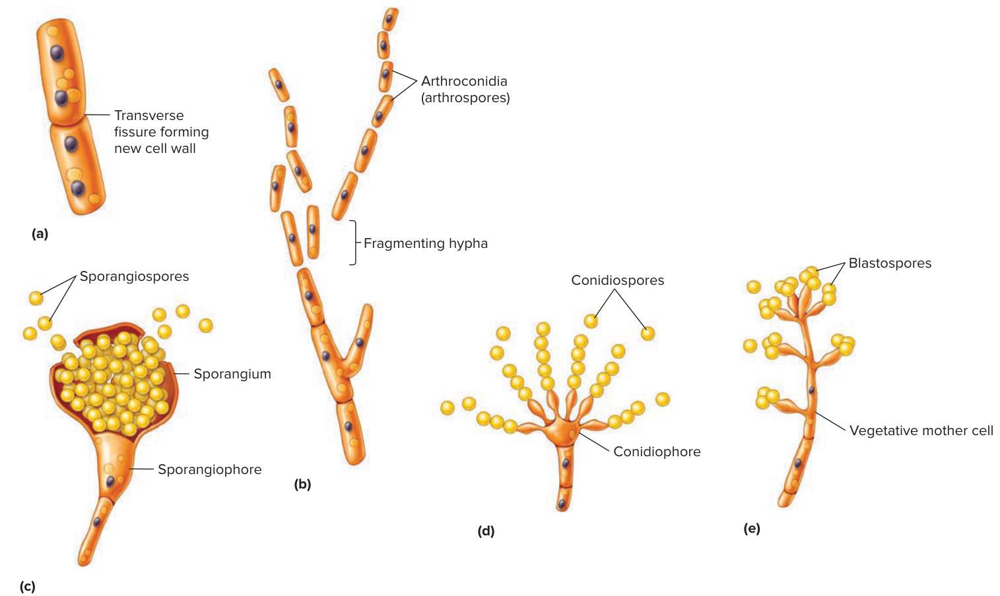 Transverse
fissure forming
new cell wall
(a)
Arthroconidia
(arthrospores)
Fragmenting hypha
(b)
Sporangiospores
Sporangium
Sporangiophore
(c)
Conidiospores
Conidiophore
(d)
Blastospores
Vegetative mother cell
(e)